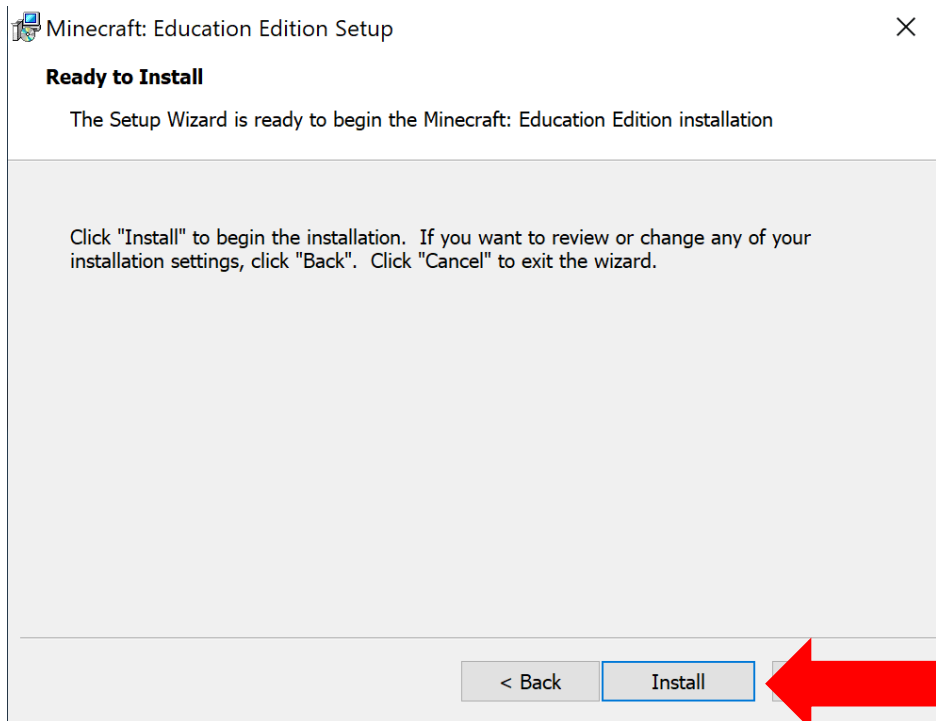 Minecraft: Education Edition Setup
Ready to Install
The Setup Wizard is ready to begin the Minecraft: Education Edition installation
Click "Install" to begin the installation.  If you want to review or change any of your
installation settings, click "Back".  Click "Cancel" to exit the wizard.
< Back
Install